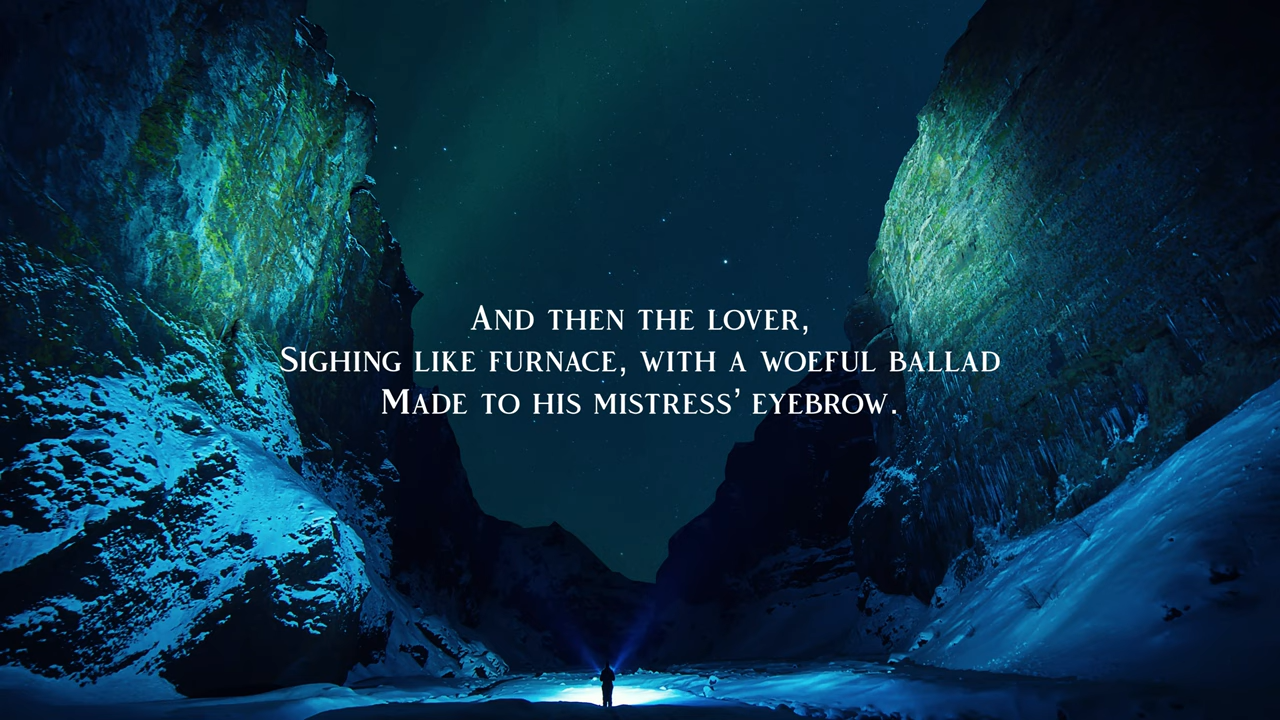 And then the lover,
Sighing like furnace, with a woeful ballad
Made to his mistress’ eyebrow.